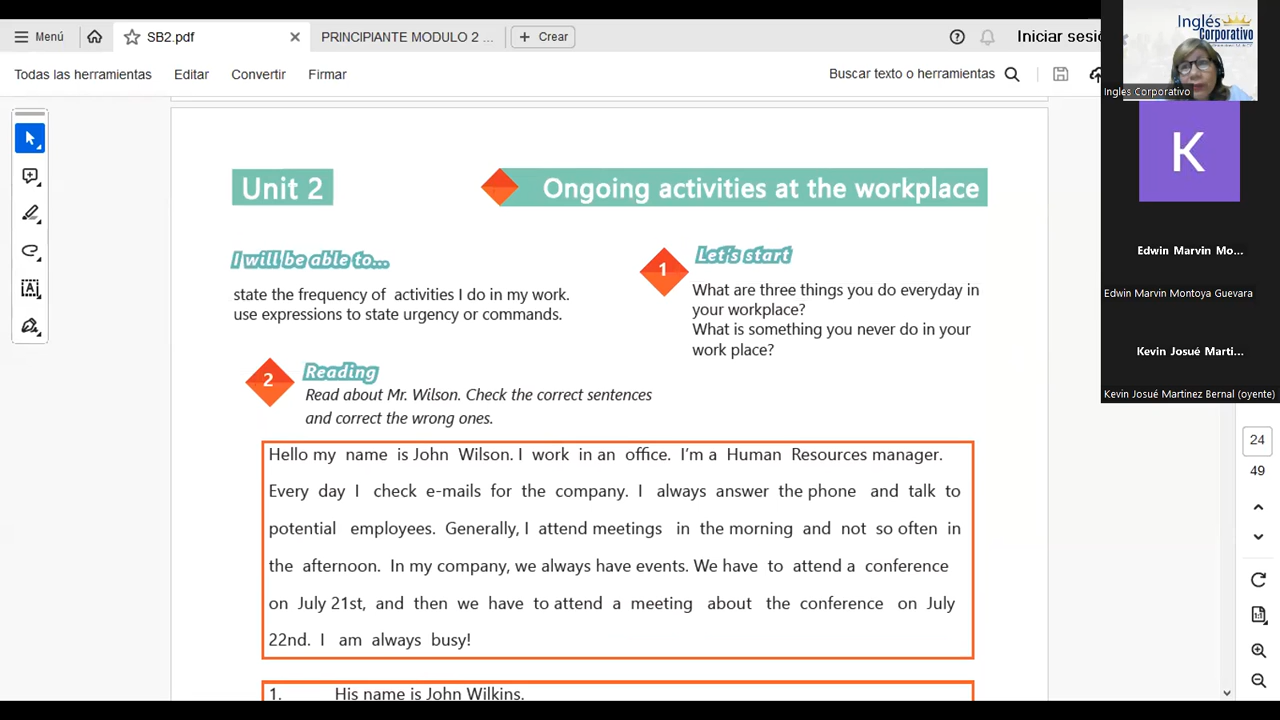 Menú
SB2.pdf
PRINCIPIANTE MODULO 2 ...
Crear
Iniciar sesió
Todas las herramientas
Editar
Convertir
Firmar
Buscar texto o herramientas
Inglés
Corporativo
Ingles Corporativo
K
Edwin Marvin Mo...
Edwin Marvin Montoya Guevara
Kevin Josué Marti...
Kevin Josué Martinez Bernal (oyente)
Unit 2
Ongoing activities at the workplace
I will be able to...
state the frequency of activities I do in my work.
use expressions to state urgency or commands.
1
Let's start
What are three things you do everyday in
your workplace?
What is something you never do in your
work place?
2
Reading
Read about Mr. Wilson. Check the correct sentences
and correct the wrong ones.
Hello my name is John Wilson. I work in an office. I'm a Human Resources manager.
Every day I check e-mails for the company. I always answer the phone and talk to
potential employees. Generally, I attend meetings in the morning and not so often in
the afternoon. In my company, we always have events. We have to attend a conference
on July 21st, and then we have to attend a meeting about the conference on July
22nd. I am always busy!
1. His name is John Wilkins.
24
49
1:1